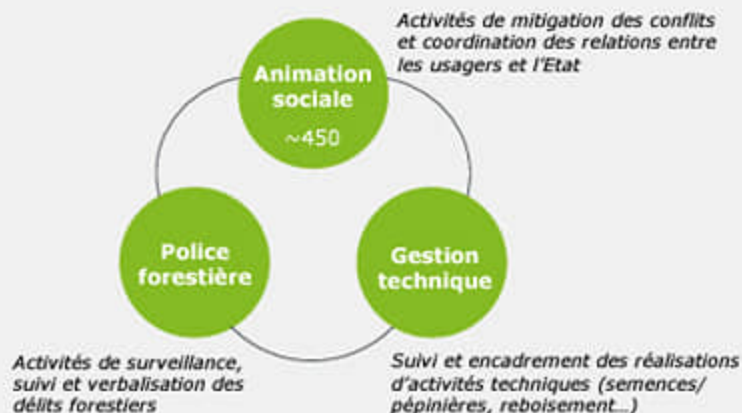 Activités de mitigation des conflits
et coordination des relations entre
les usagers et l'Etat
Animation
sociale
~450
Police
forestière
Gestion
technique
Activités de surveillance,
suivi et verbalisation des
délits forestiers
Suivi et encadrement des réalisations
d'activités techniques (semences/
pépinières, reboisement…)